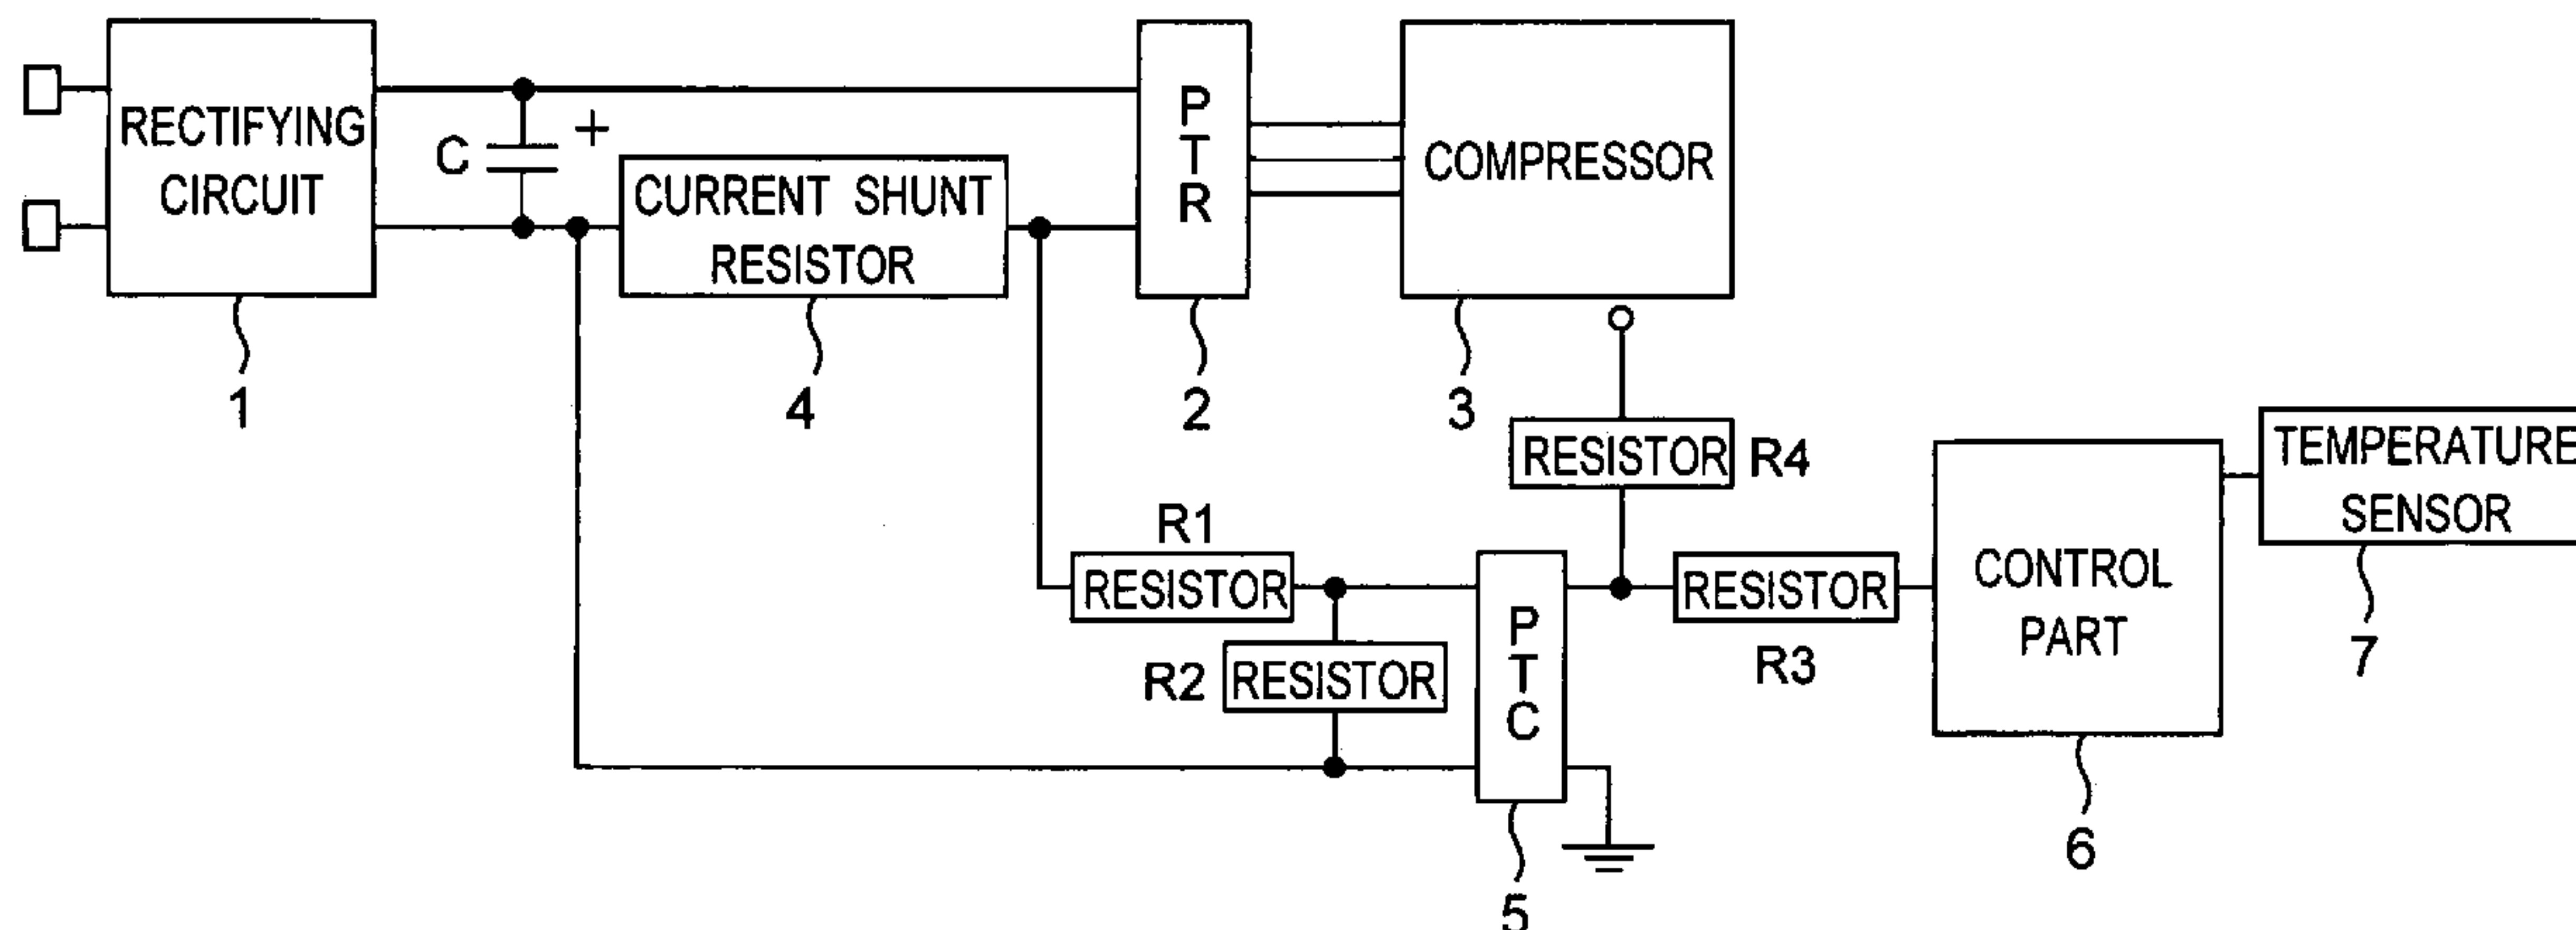 RECTIFYING
CIRCUIT
1
C
+
CURRENT SHUNT
RESISTOR
4
P
T
R
2
COMPRESSOR
3
RESISTOR R4
R1
RESISTOR
R2 RESISTOR
P
T
C
5
RESISTOR
R3
CONTROL
PART
6
TEMPERATURE
SENSOR
7